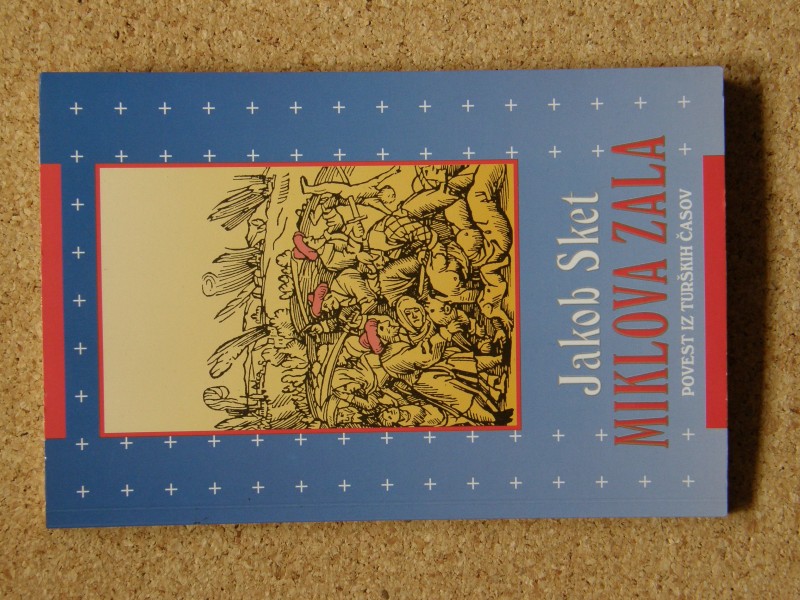 Jakob Sket
MIKLOVA ZALA
POVEST IZ TURŠKIH ČASOV